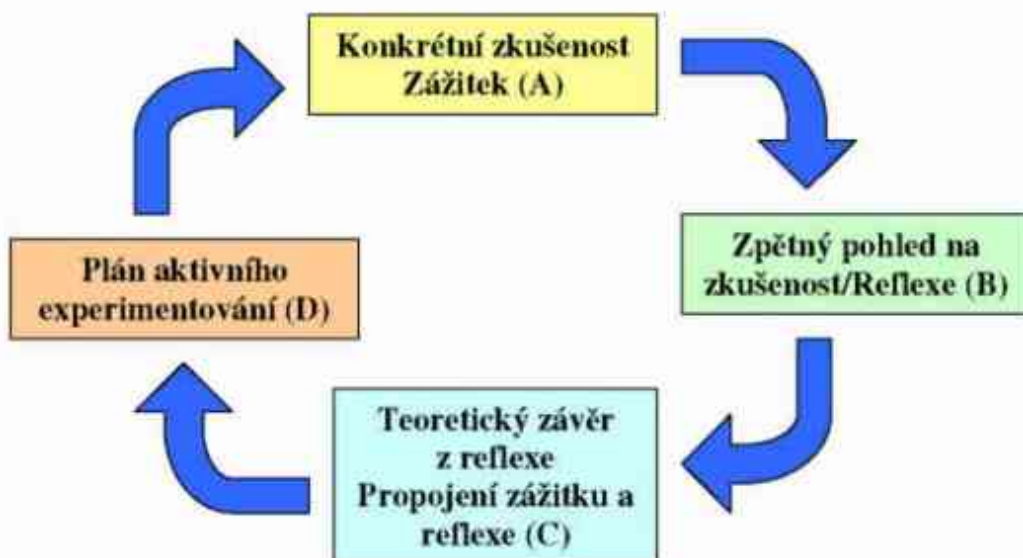 Konkrétní zkušenost
Zážitek (A)
Zpětný pohled na
zkušenost/Reflexe (B)
Teoretický závěr
z reflexe
Propojení zážitku a
reflexe (C)
Plán aktivního
experimentování (D)